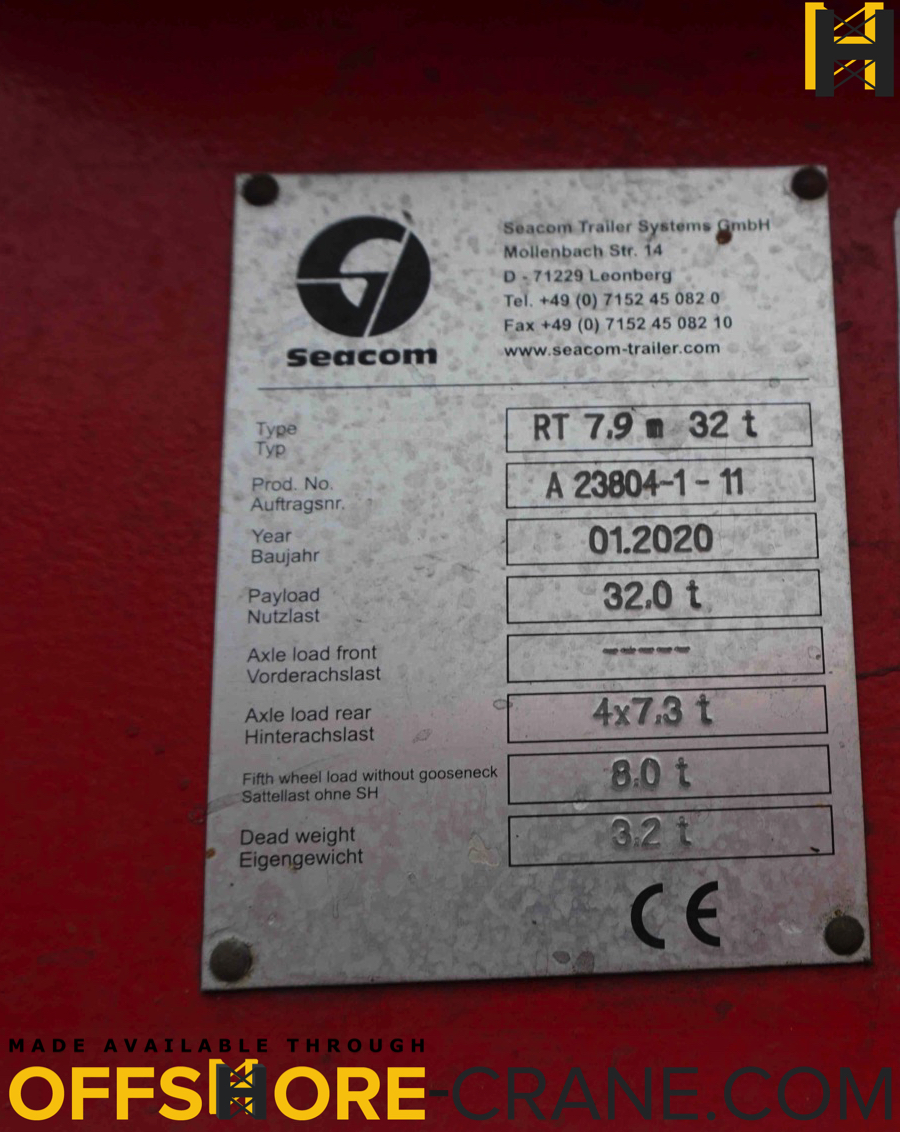 Seacom
Seacom Trailer Systems GmbH
Mollenbach Str. 14
D - 71229 Leonberg
Tel. +49 (0) 7152 45 082 0
Fax +49 (0) 7152 45 082 10
www.seacom-trailer.com
Type
Typ
RT 7,9 m 32 t
Prod. No.
Auftragsnr.
A 23804-1-11
Year
Baujahr
01.2020
Payload
Nutzlast
32,0 t
Axle load front
Vorderachslast
-----
Axle load rear
Hinterachslast
4x7,3 t
Fifth wheel load without gooseneck
Sattellast ohne SH
8,0 t
Dead weight
Eigengewicht
3,2 t
CE
MADE AVAILABLE THROUGH
OFFSHORE-CRANE.COM